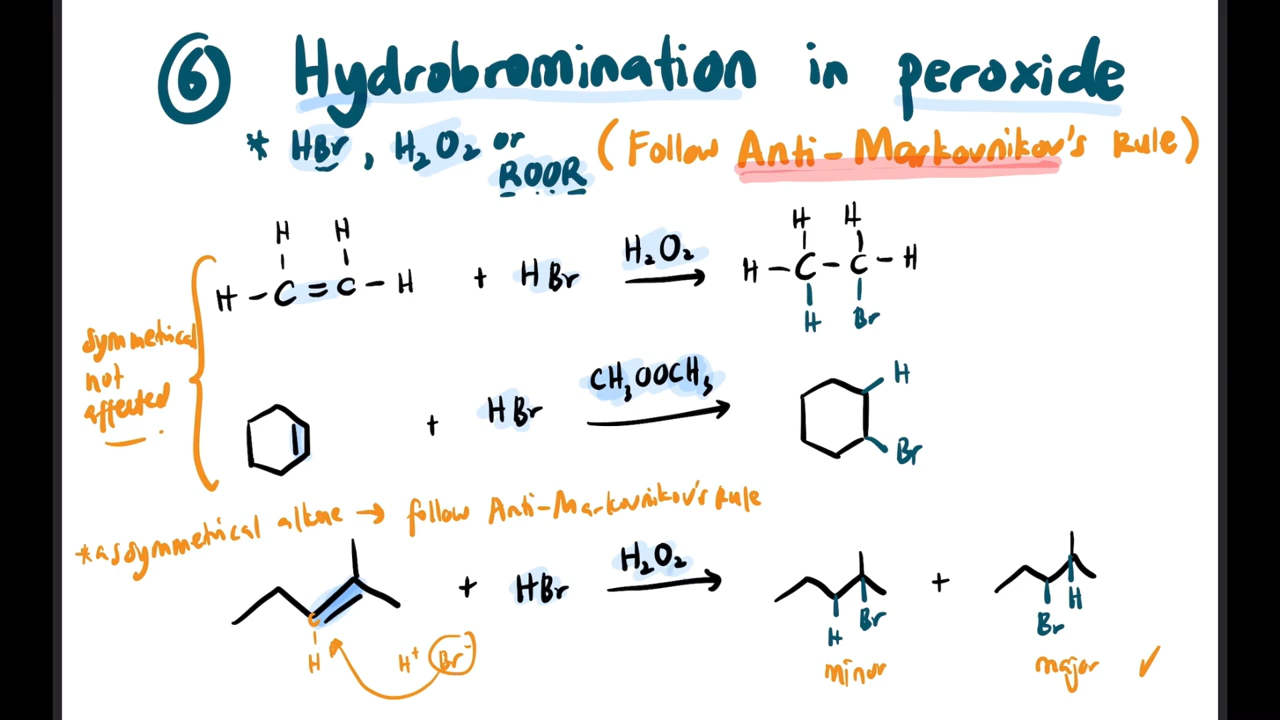 6 Hydrobromination in peroxide
* HBr, H₂O₂ or ROOR (Follow Anti-Markovnikov's Rule)
H H
H-C=C-H + HBr H₂O₂ → H-C-C-H
H H
H Br
symmetrical
not
affected.
+ HBr CH₃OOCH₃ → H
Br
*assymmetrical alkene → follow Anti-Markovnikov's Rule
+ HBr H₂O₂ → +
C
H H⁺ Br⁻
H Br
Br H
minor
major ✓